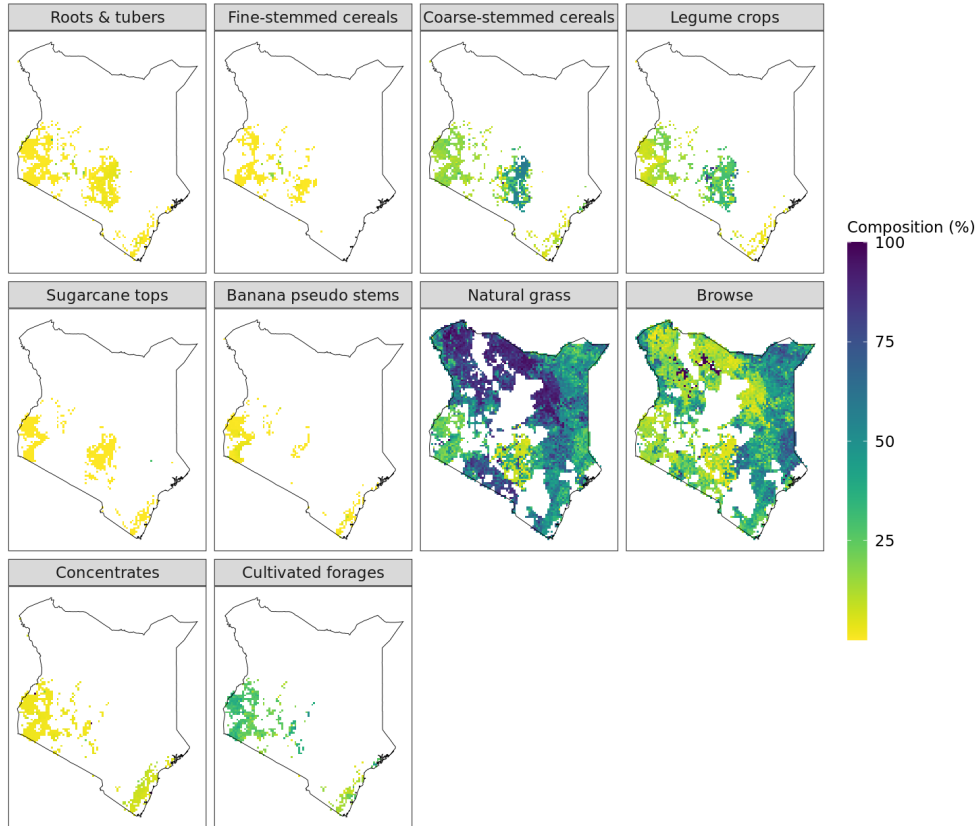 Roots & tubers
Fine-stemmed cereals
Coarse-stemmed cereals
Legume crops
Composition (%)
100
75
50
25
Sugarcane tops
Banana pseudo stems
Natural grass
Browse
Concentrates
Cultivated forages